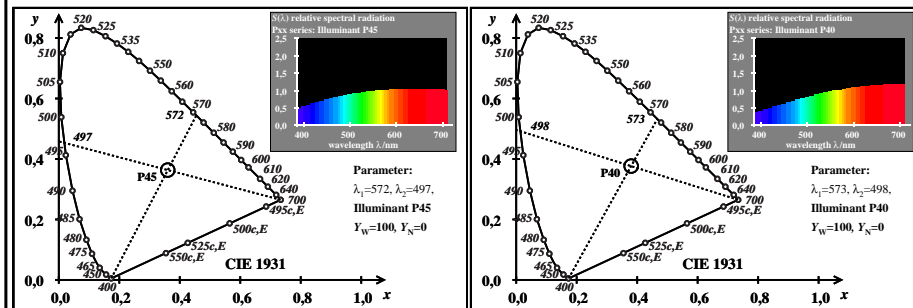 y
S(λ) relative spectral radiation
Pxx series: Illuminant P45
2,5
2,0
1,5
1,0
0,5
0,0
400 500 600 700
wavelength λ/nm
0,8
0,6
0,4
0,2
0,0
520
525
535
510
550
505
560
570
572
500
580
497
590
495
600
610
P45
620
640
700
490
495c,E
500c,E
485
480
525c,E
475
550c,E
465
450
400
CIE 1931
Parameter:
λ1=572, λ2=497,
Illuminant P45
YW=100, YN=0
0,0 0,2 0,4 0,6 0,8 1,0 x
y
S(λ) relative spectral radiation
Pxx series: Illuminant P40
2,5
2,0
1,5
1,0
0,5
0,0
400 500 600 700
wavelength λ/nm
0,8
0,6
0,4
0,2
0,0
520
525
535
510
550
505
560
570
573
500
580
498
590
495
600
610
P40
620
640
700
490
495c,E
500c,E
485
480
525c,E
475
550c,E
465
450
400
CIE 1931
Parameter:
λ1=573, λ2=498,
Illuminant P40
YW=100, YN=0
0,0 0,2 0,4 0,6 0,8 1,0 x